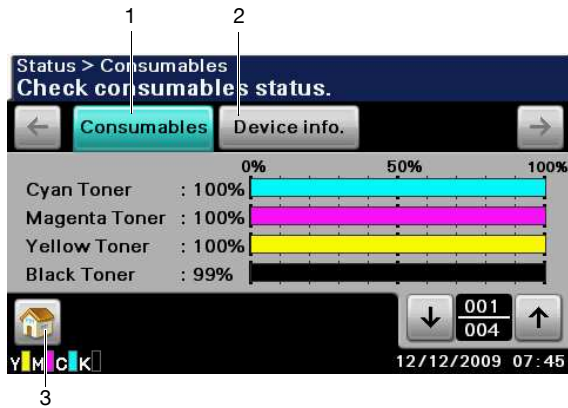 1 2
Status > Consumables
Check consumables status.
← Consumables Device info. →
0% 50% 100%
Cyan Toner : 100%
Magenta Toner : 100%
Yellow Toner : 100%
Black Toner : 99%
↓ 001 ↑
004
Y M C K 12/12/2009 07:45
3